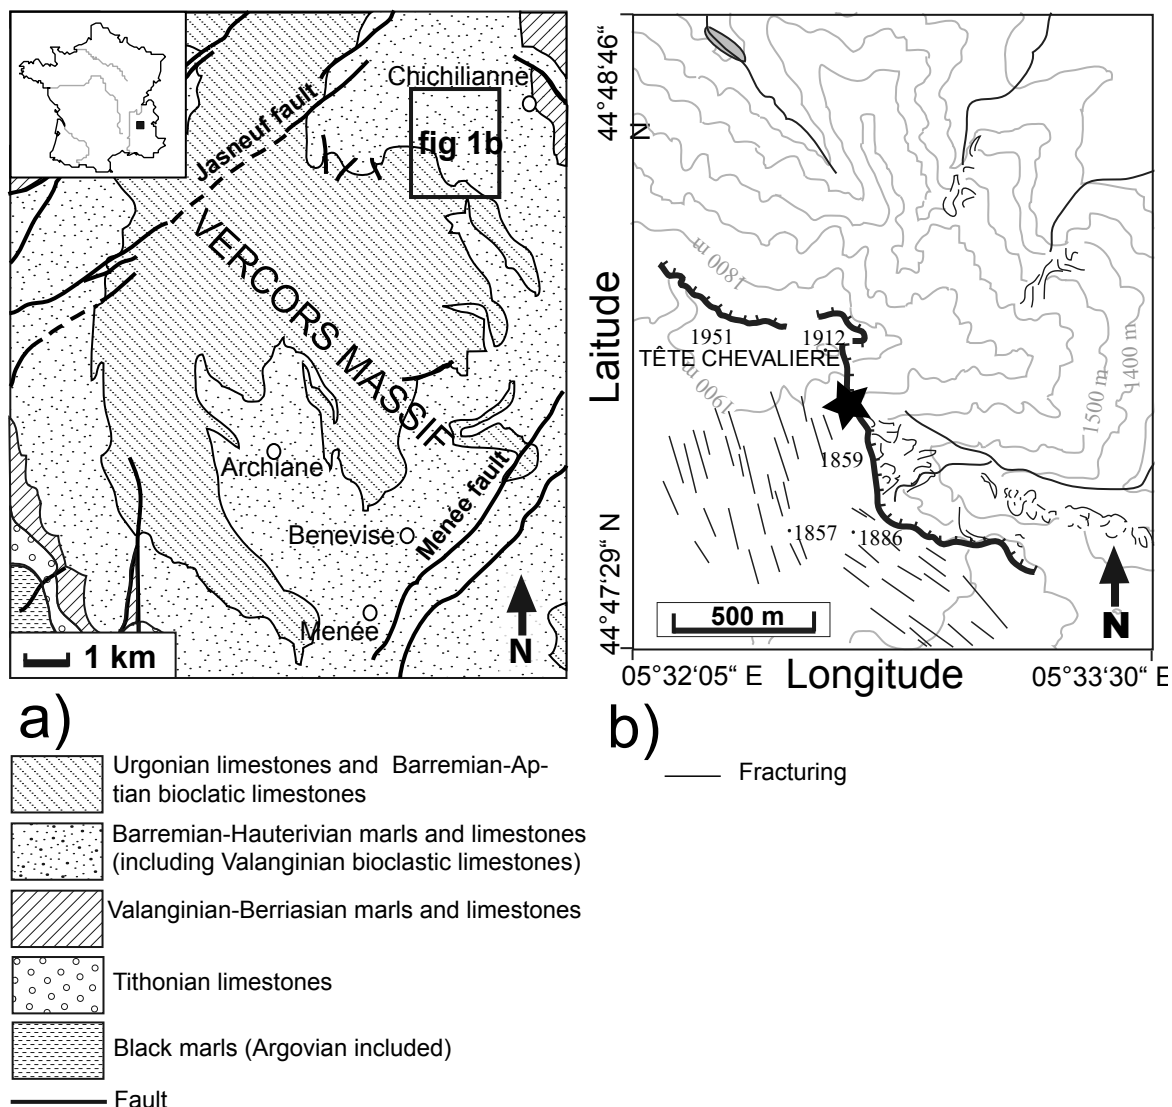 Chichilianne
Jasneuf fault
fig 1b
VERCORS MASSIF
Archiane
Benevise
Menée fault
Menée
1 km
N
a)
Urgonian limestones and Barremian-Ap-
tian bioclatic limestones
Barremian-Hauterivian marls and limestones
(including Valanginian bioclastic limestones)
Valanginian-Berriasian marls and limestones
Tithonian limestones
Black marls (Argovian included)
Fault
44°48'46"
N
Laitude
44°47'29" N
1800 m
1951
1912
TÊTE CHEVALIERE
1900 m
1400 m
1500 m
1859
1857
1886
500 m
N
05°32'05" E
Longitude
05°33'30" E
b)
Fracturing